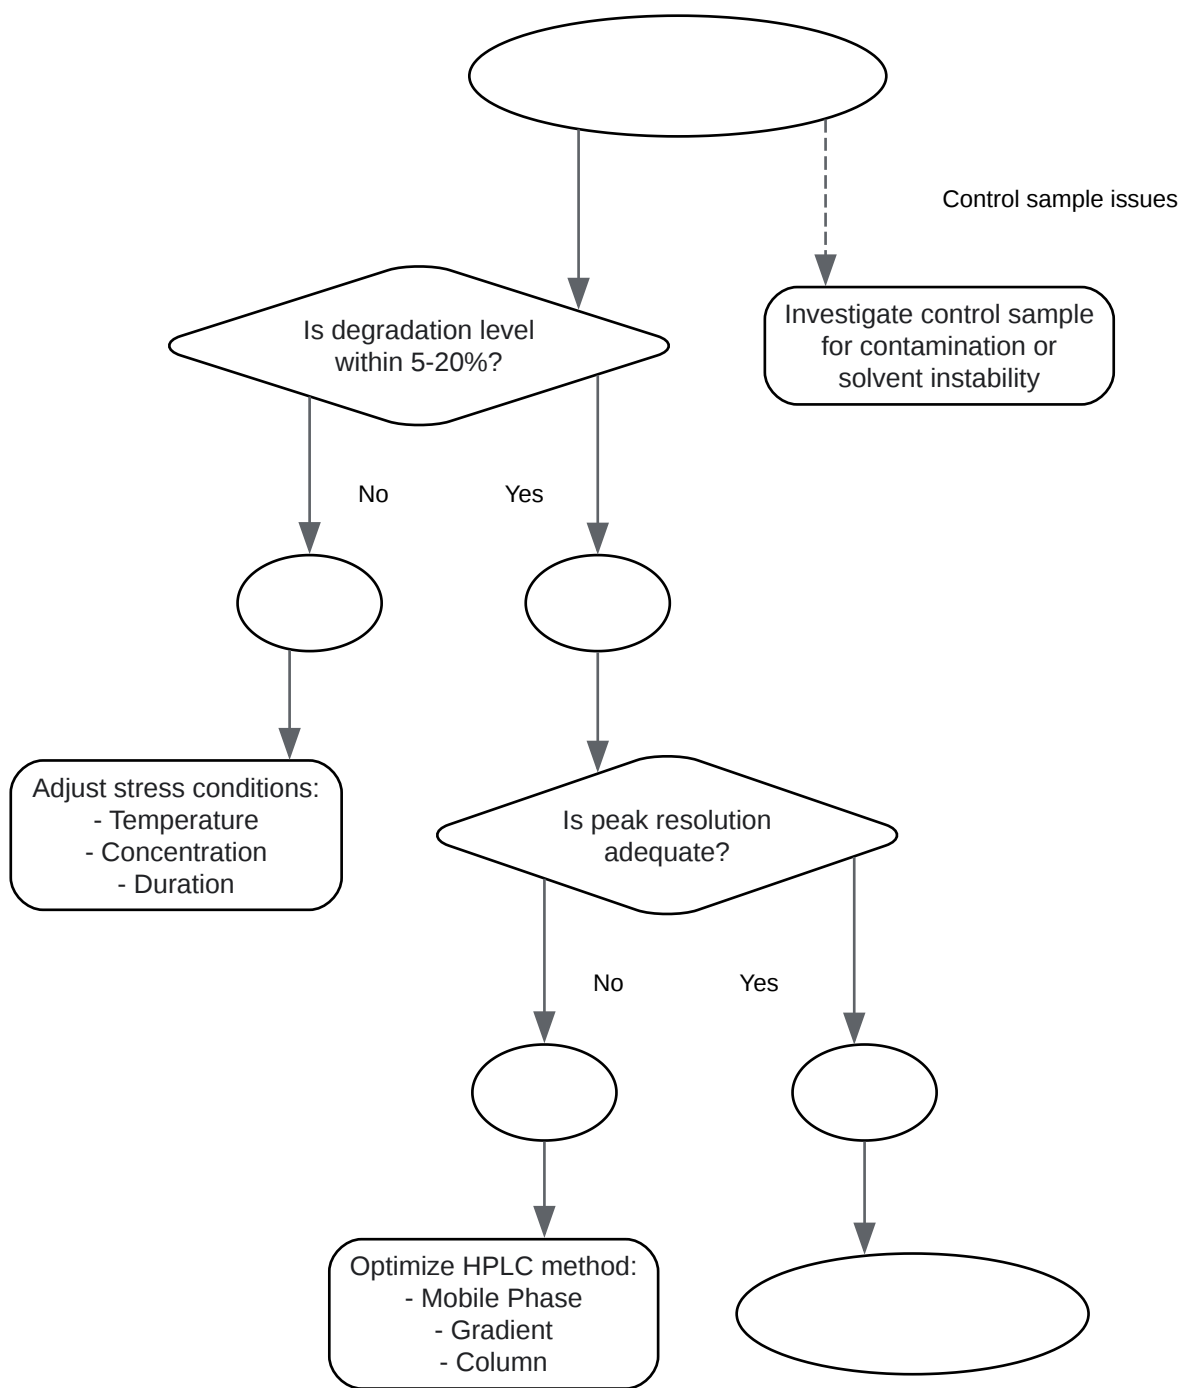 Control sample issues
Investigate control sample
for contamination or
solvent instability
Is degradation level
within 5-20%?
No
Yes
Adjust stress conditions:
- Temperature
- Concentration
- Duration
Is peak resolution
adequate?
No
Yes
Optimize HPLC method:
- Mobile Phase
- Gradient
- Column